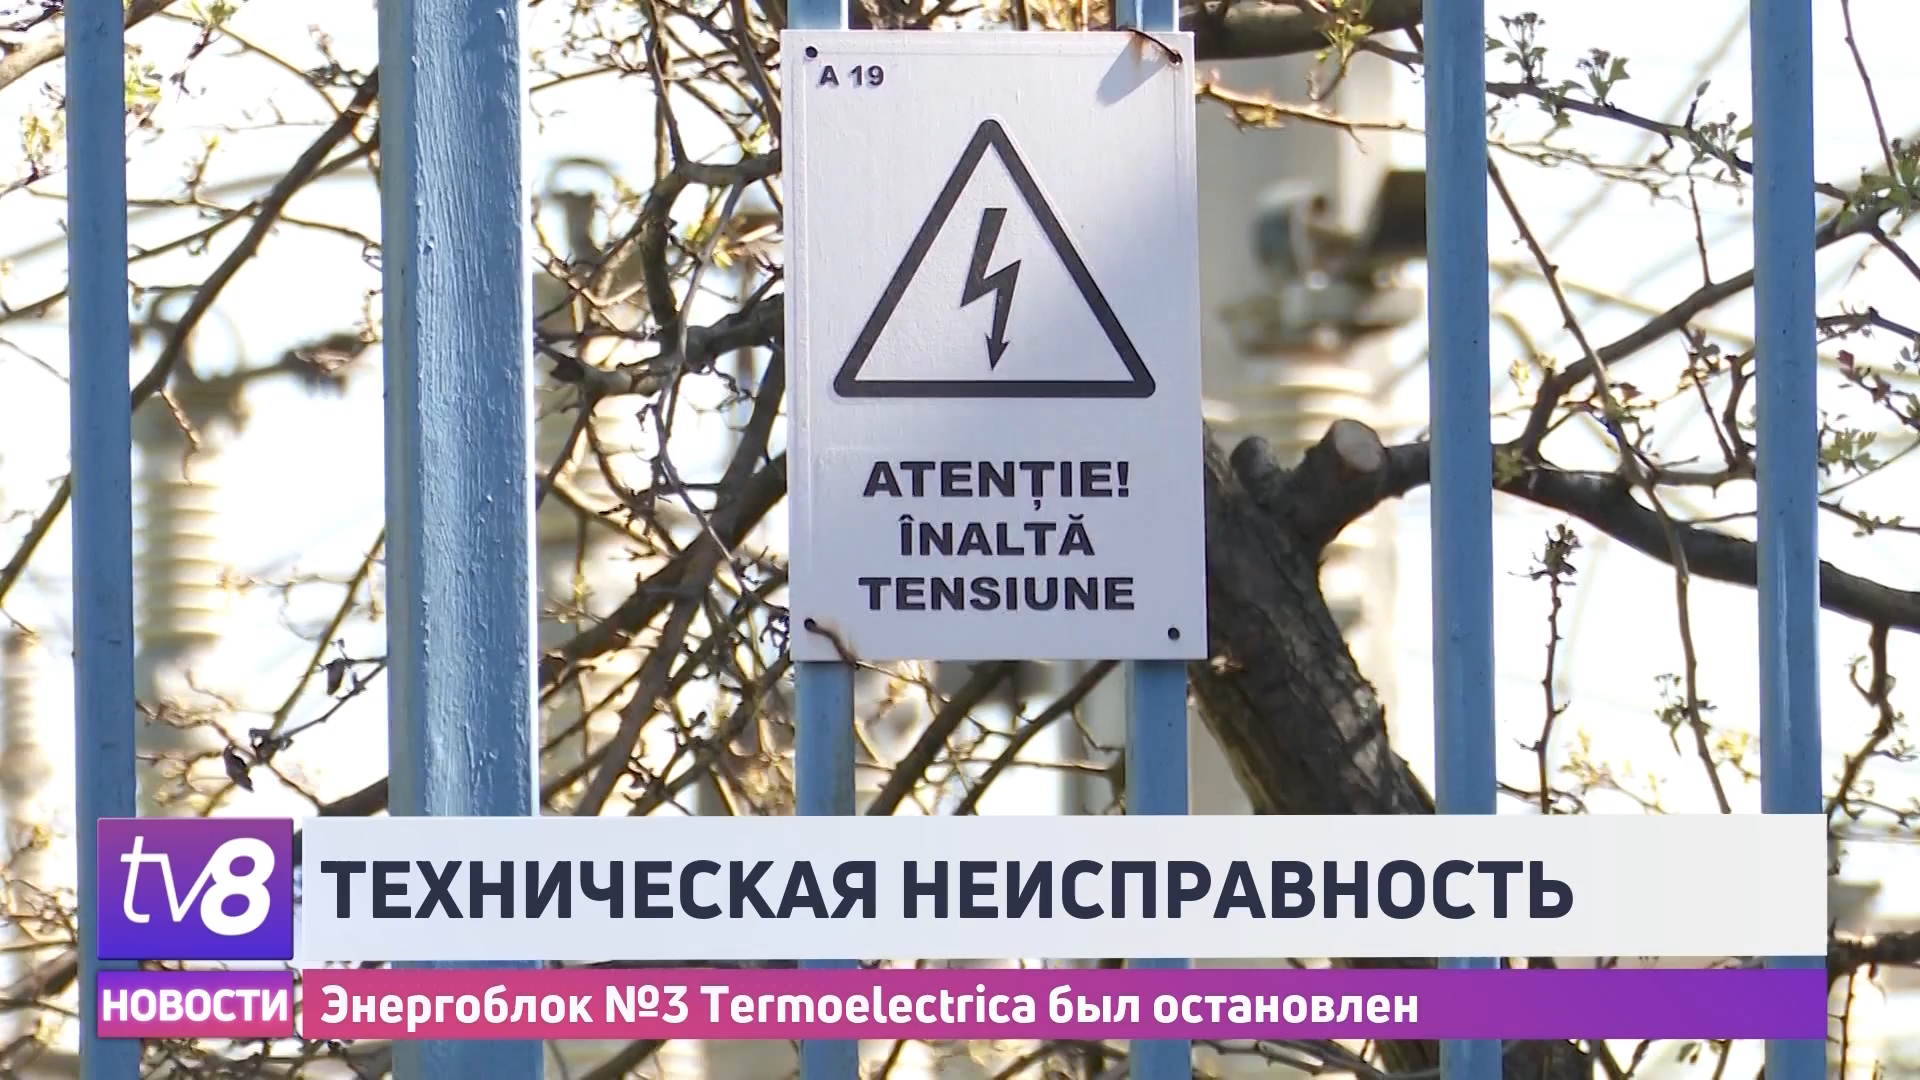 A 19
ATENȚIE!
ÎNALTĂ
TENSIUNE
tv8
ТЕХНИЧЕСКАЯ НЕИСПРАВНОСТЬ
НОВОСТИ
Энергоблок №3 Termoelectrica был остановлен